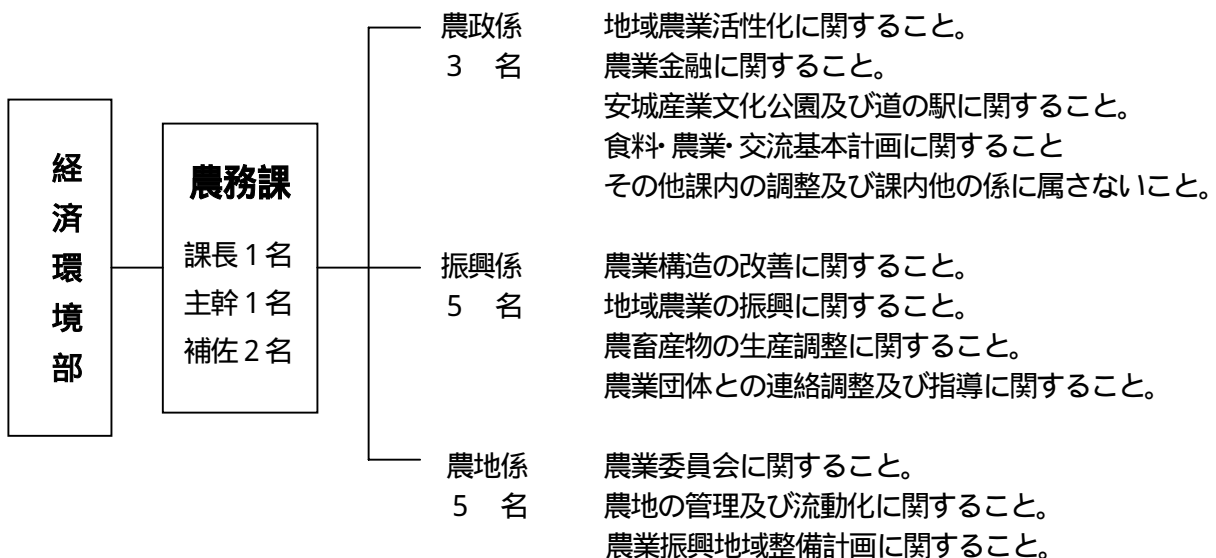 経済環境部
農務課
課長1名
主幹1名
補佐2名
農政係 地域農業活性化に関すること。
3 名 農業金融に関すること。
安城産業文化公園及び道の駅に関すること。
食料・農業・交流基本計画に関すること
その他課内の調整及び課内他の係に属さないこと。
振興係 農業構造の改善に関すること。
5 名 地域農業の振興に関すること。
農畜産物の生産調整に関すること。
農業団体との連絡調整及び指導に関すること。
農地係 農業委員会に関すること。
5 名 農地の管理及び流動化に関すること。
農業振興地域整備計画に関すること。